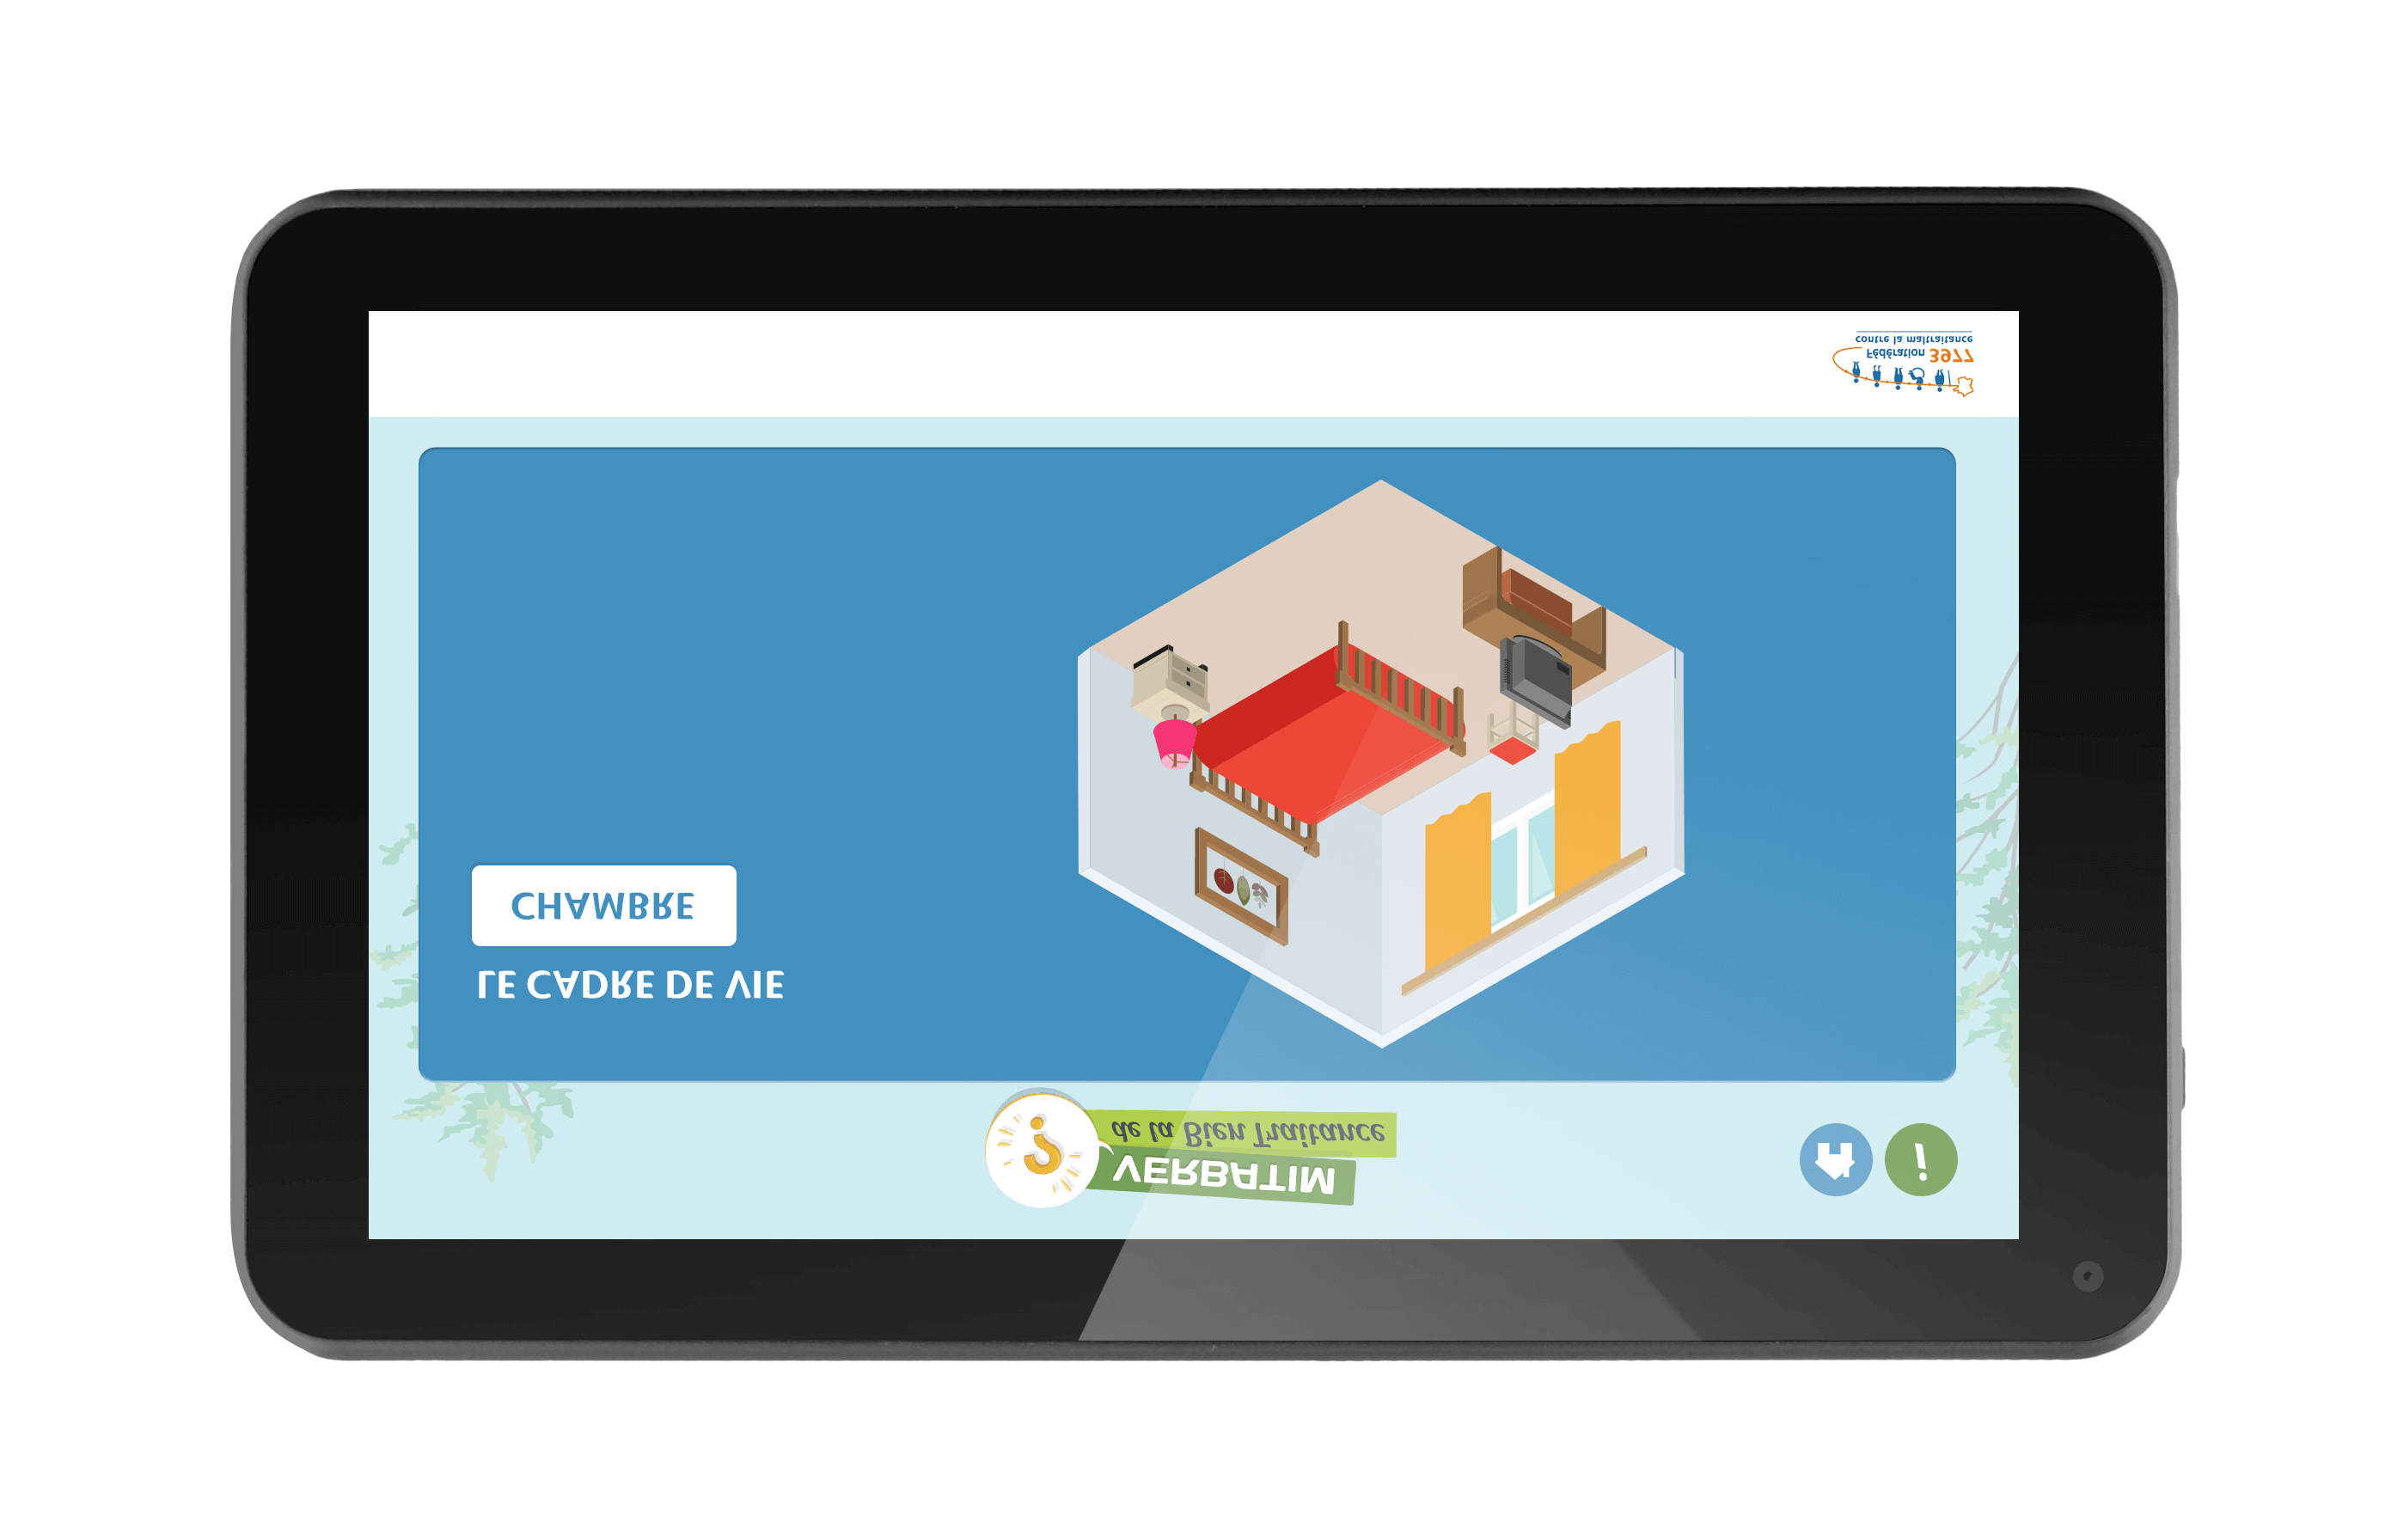 VERBATIM
de la Bien Traitance
i
LE CADRE DE VIE
CHAMBRE
Fédération 3977
contre la maltraitance